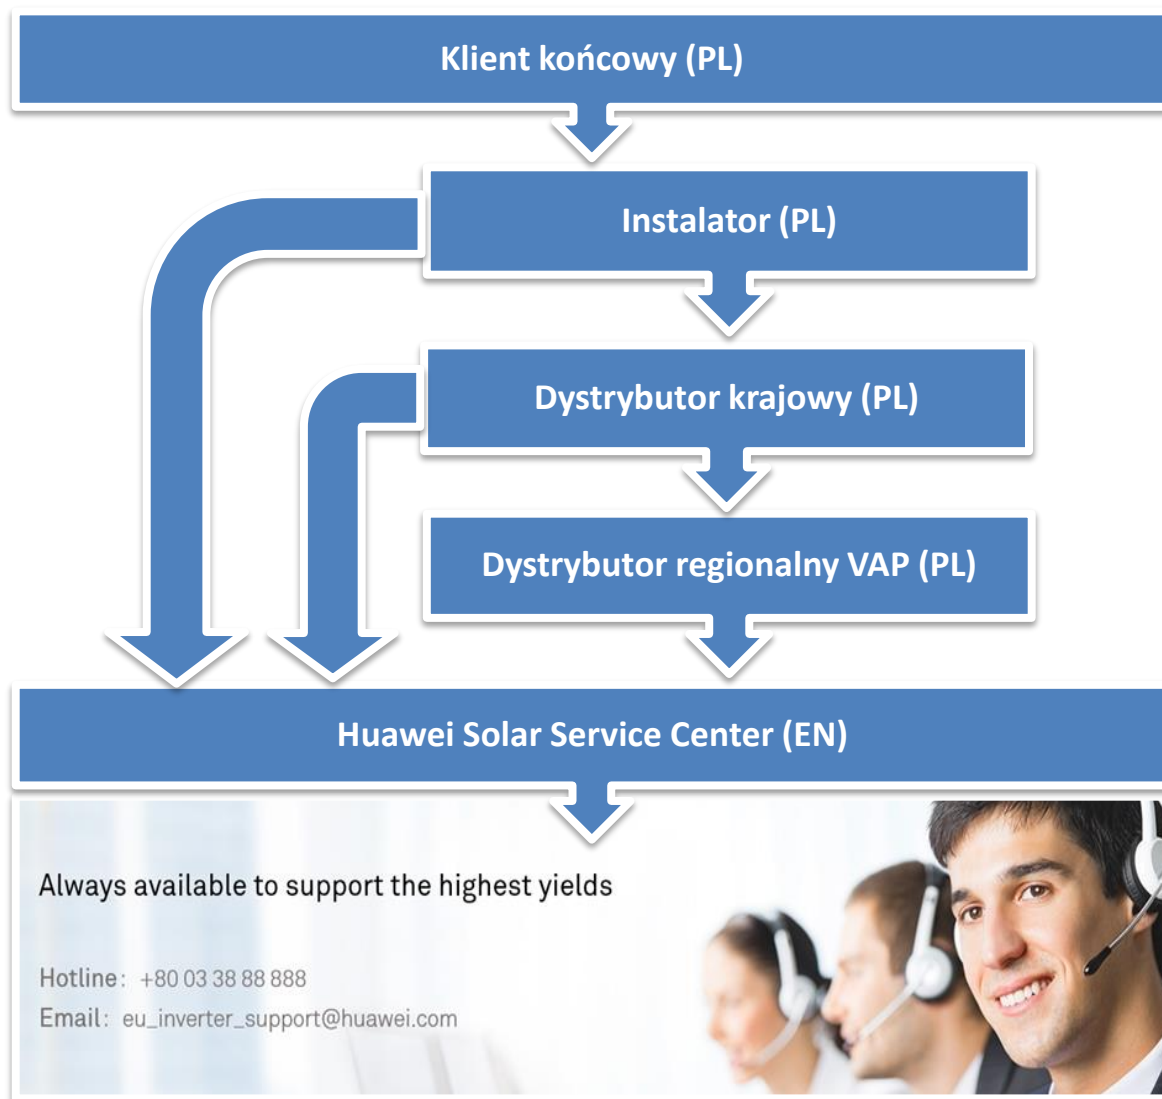 Klient końcowy (PL)
Instalator (PL)
Dystrybutor krajowy (PL)
Dystrybutor regionalny VAP (PL)
Huawei Solar Service Center (EN)
Always available to support the highest yields
Hotline: +80 03 38 88 888
Email: eu_inverter_support@huawei.com